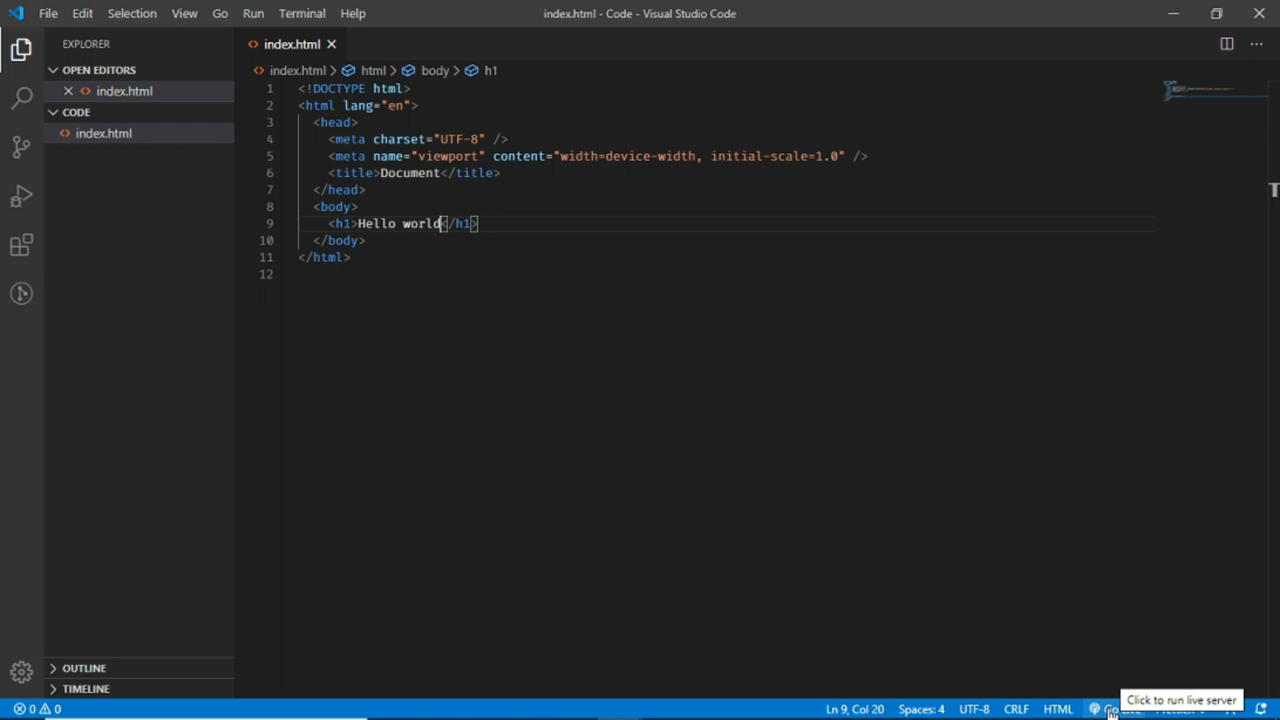 File Edit Selection View Go Run Terminal Help index.html - Code - Visual Studio Code
EXPLORER
OPEN EDITORS
index.html
CODE
index.html
OUTLINE
TIMELINE
index.html
index.html > html > body > h1
1 <!DOCTYPE html>
2 <html lang="en">
3 <head>
4 <meta charset="UTF-8" />
5 <meta name="viewport" content="width=device-width, initial-scale=1.0" />
6 <title>Document</title>
7 </head>
8 <body>
9 <h1>Hello world</h1>
10 </body>
11 </html>
12
Click to run live server
0 0 Ln 9, Col 20 Spaces: 4 UTF-8 CRLF HTML